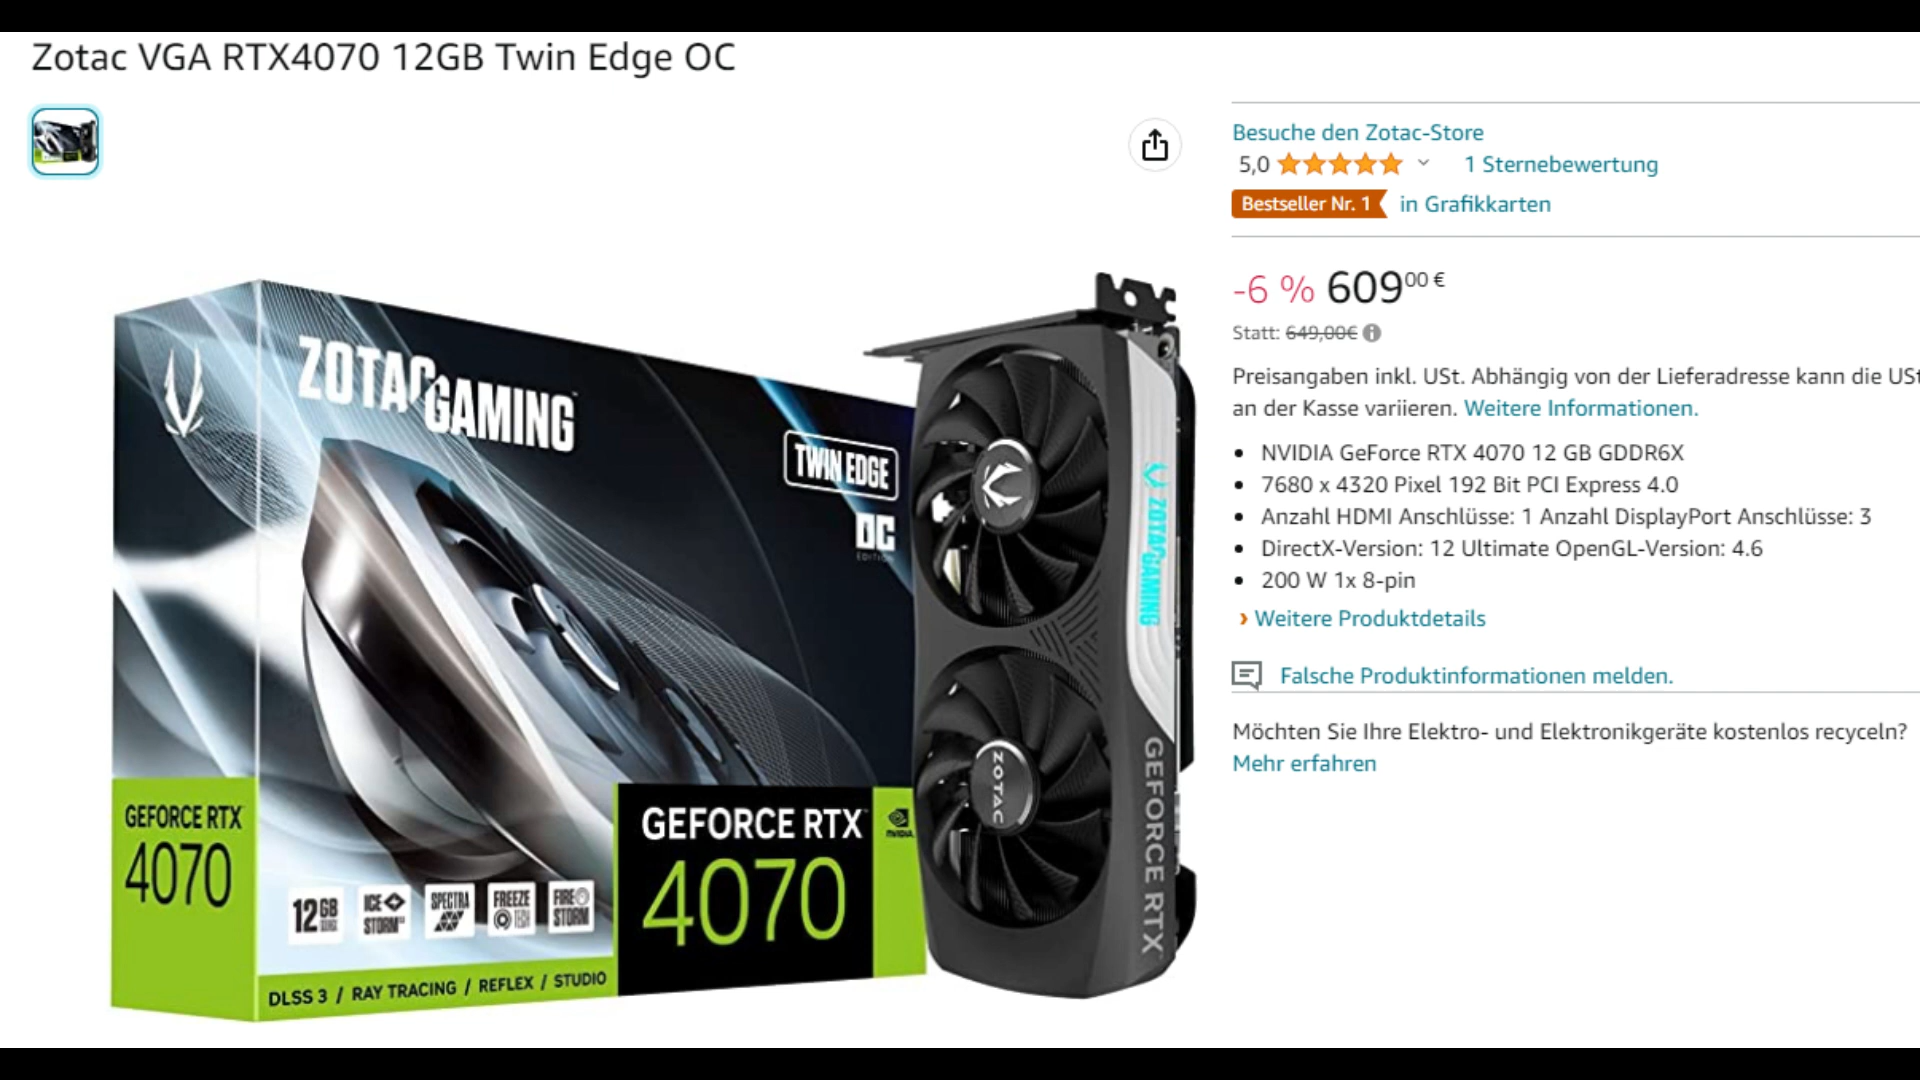 Zotac VGA RTX4070 12GB Twin Edge OC
Besuche den Zotac-Store
5,0
1 Sternebewertung
Bestseller Nr. 1
in Grafikkarten
-6 % 609,00 €
Statt: 649,00€
Preisangaben inkl. USt. Abhängig von der Lieferadresse kann die USt
an der Kasse variieren. Weitere Informationen.
NVIDIA GeForce RTX 4070 12 GB GDDR6X
7680 x 4320 Pixel 192 Bit PCI Express 4.0
Anzahl HDMI Anschlüsse: 1 Anzahl DisplayPort Anschlüsse: 3
DirectX-Version: 12 Ultimate OpenGL-Version: 4.6
200 W 1x 8-pin
› Weitere Produktdetails
Falsche Produktinformationen melden.
Möchten Sie Ihre Elektro- und Elektronikgeräte kostenlos recyceln?
Mehr erfahren
ZOTAC GAMING
TWIN EDGE
OC
EDITION
GEFORCE RTX
4070
12GB
ICE
STORM
SPECTRA
FREEZE
TECH
FIRE
STORM
DLSS 3 / RAY TRACING / REFLEX / STUDIO
GEFORCE RTX
4070
NVIDIA
ZOTAC GAMING
ZOTAC
GEFORCE RTX